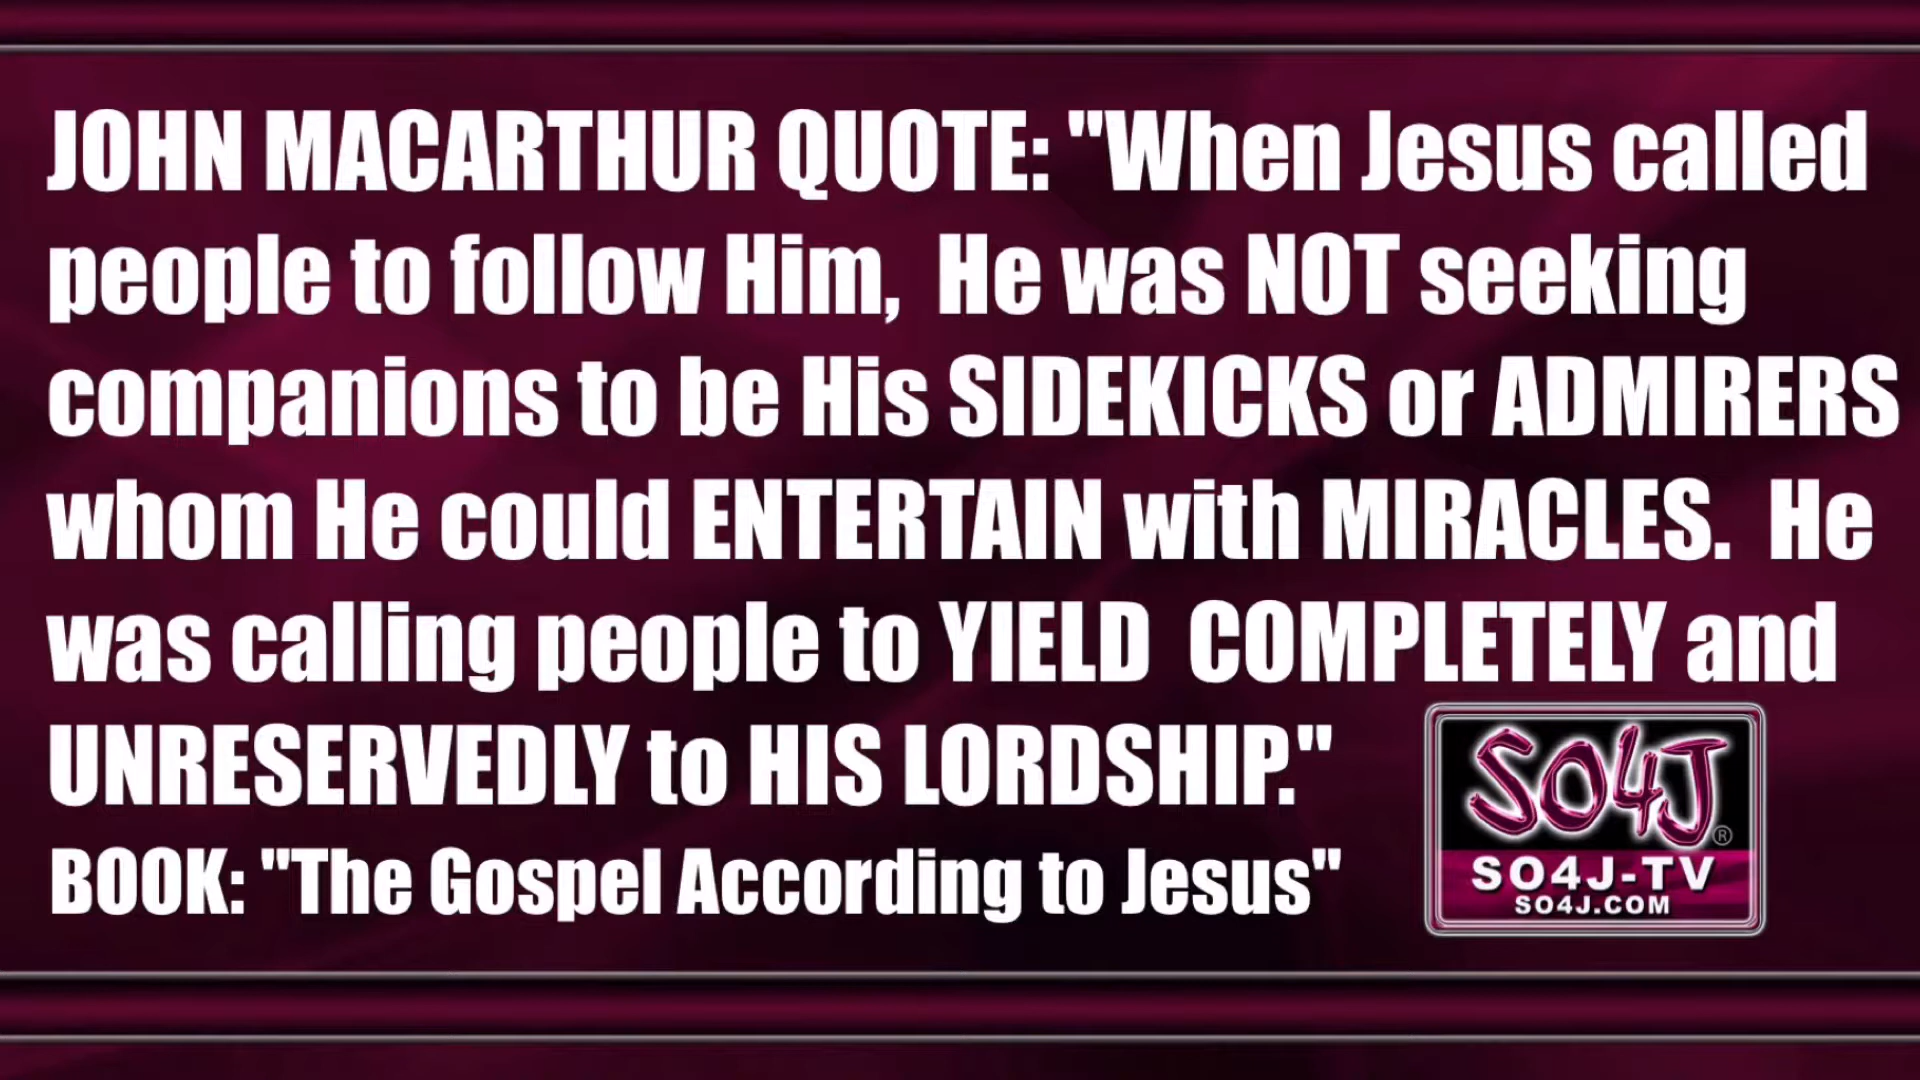 JOHN MACARTHUR QUOTE: "When Jesus called
people to follow Him, He was NOT seeking
companions to be His SIDEKICKS or ADMIRERS
whom He could ENTERTAIN with MIRACLES. He
was calling people to YIELD COMPLETELY and
UNRESERVEDLY to HIS LORDSHIP."
BOOK: "The Gospel According to Jesus"
SO4J®
SO4J-TV
SO4J.COM